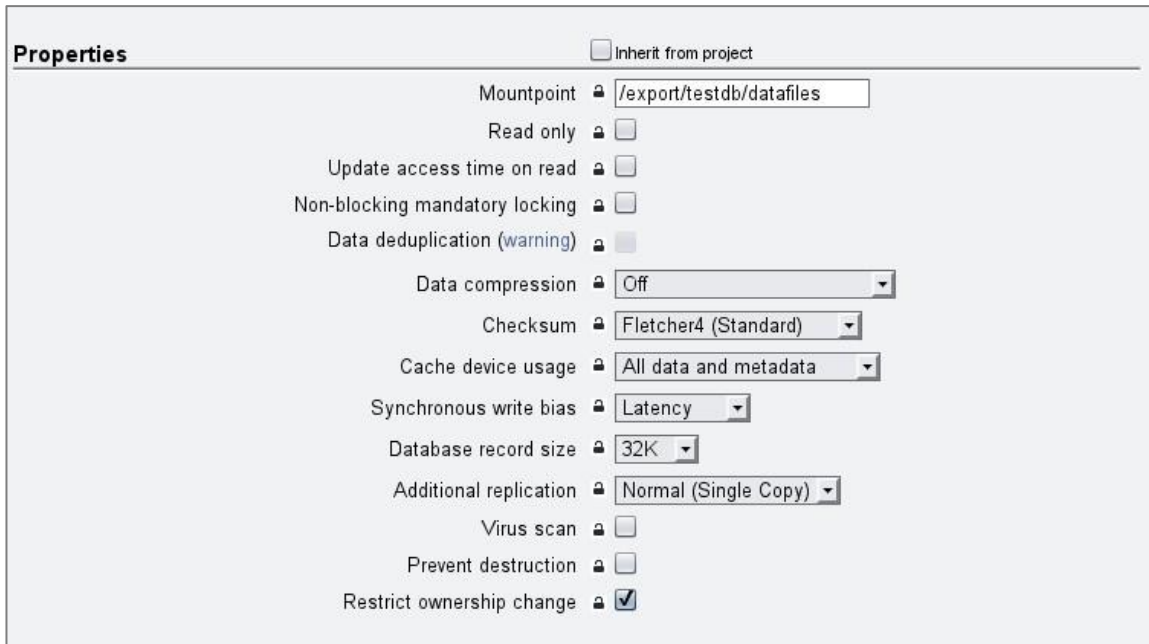 Properties Inherit from project
Mountpoint /export/testdb/datafiles
Read only
Update access time on read
Non-blocking mandatory locking
Data deduplication (warning)
Data compression Off
Checksum Fletcher4 (Standard)
Cache device usage All data and metadata
Synchronous write bias Latency
Database record size 32K
Additional replication Normal (Single Copy)
Virus scan
Prevent destruction
Restrict ownership change